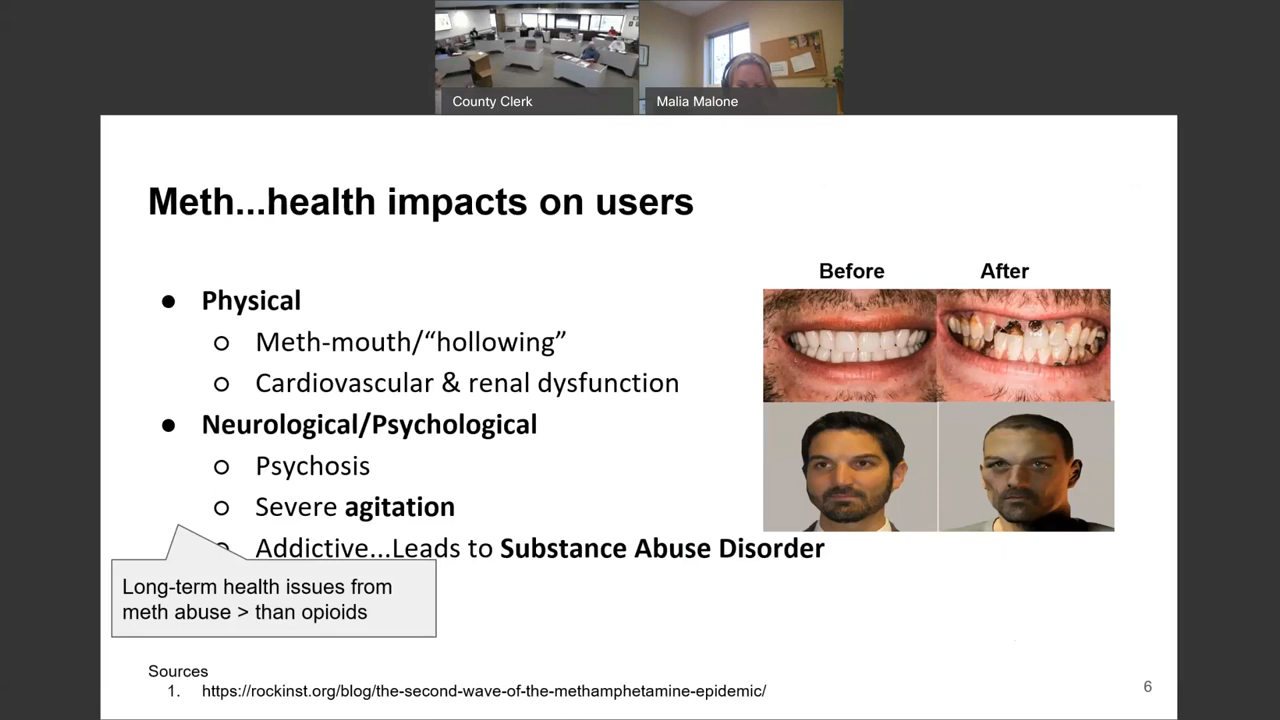 County Clerk
Malia Malone
Meth...health impacts on users
Before
After
● Physical
○ Meth-mouth/“hollowing”
○ Cardiovascular & renal dysfunction
● Neurological/Psychological
○ Psychosis
○ Severe agitation
○ Addictive...Leads to Substance Abuse Disorder
Long-term health issues from
meth abuse > than opioids
Sources
1. https://rockinst.org/blog/the-second-wave-of-the-methamphetamine-epidemic/
6